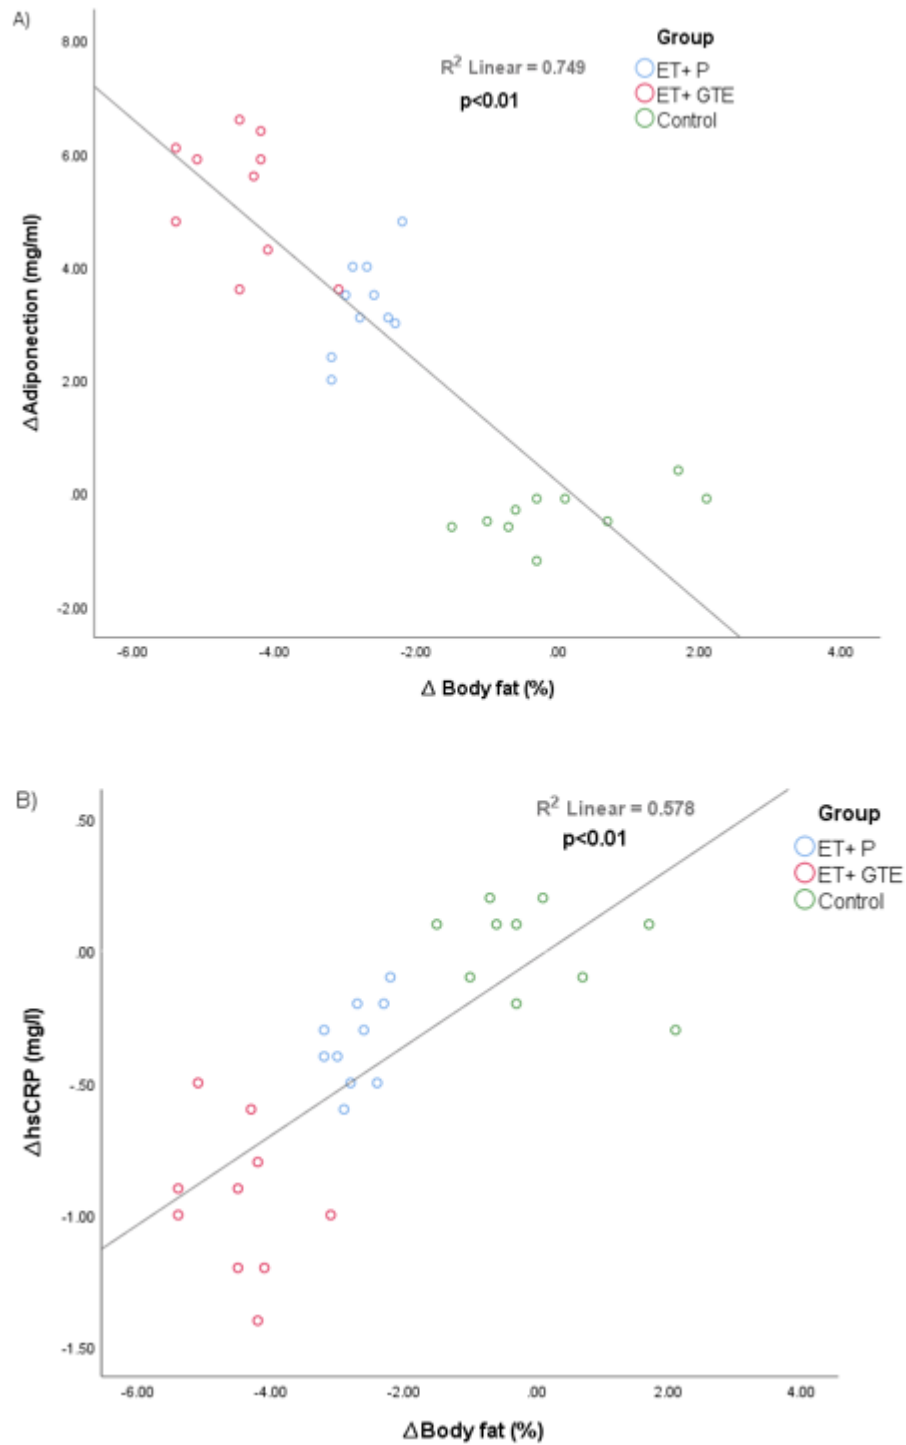 A)
R² Linear = 0.749
p<0.01
Group
ET+ P
ET+ GTE
Control
8.00
6.00
4.00
2.00
.00
-2.00
ΔAdiponection (mg/ml)
-6.00 -4.00 -2.00 .00 2.00 4.00
Δ Body fat (%)
B)
R² Linear = 0.578
p<0.01
Group
ET+ P
ET+ GTE
Control
.50
.00
-.50
-1.00
-1.50
ΔhsCRP (mg/l)
-6.00 -4.00 -2.00 .00 2.00 4.00
ΔBody fat (%)